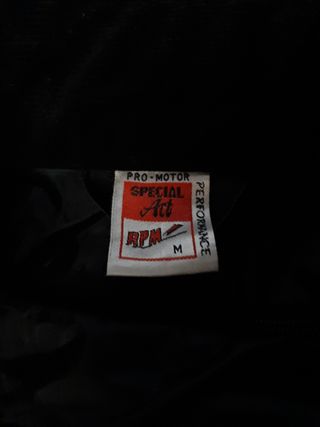 PRO-MOTOR
SPECIAL
Art
RPM
M
PERFORMANCE